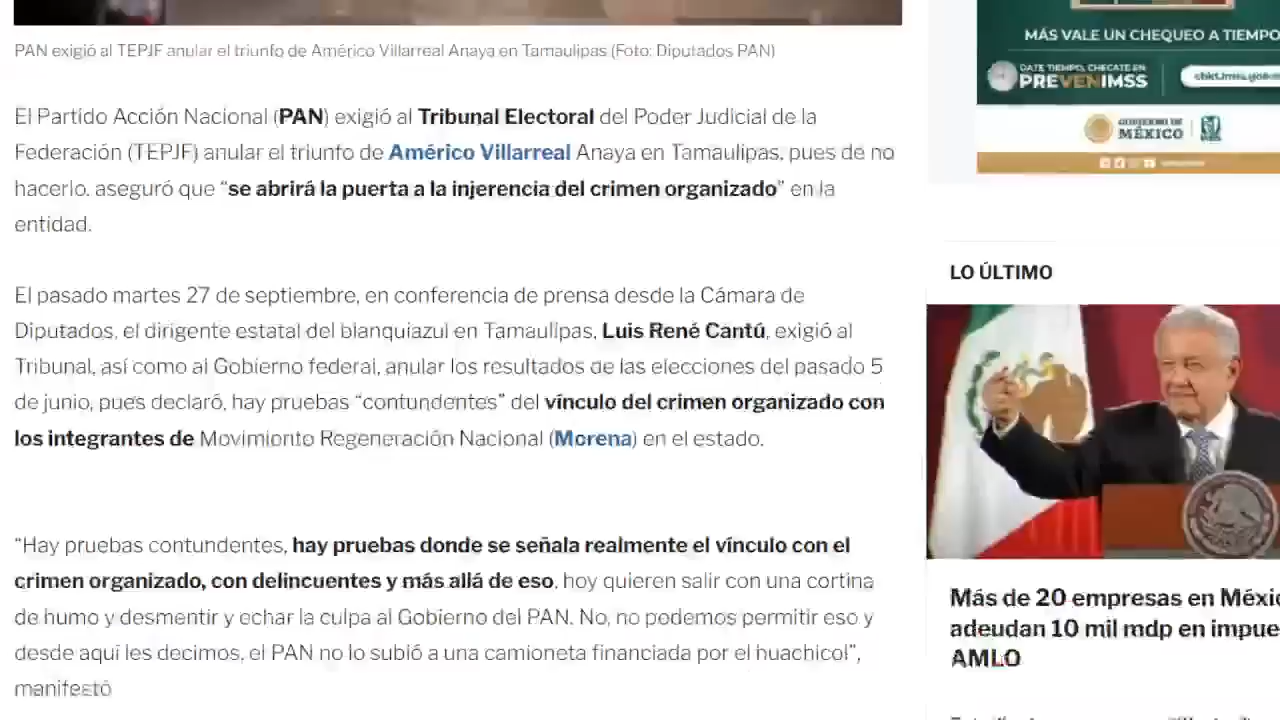 PAN exigió al TEPJF anular el triunfo de Américo Villarreal Anaya en Tamaulipas (Foto: Diputados PAN)
El Partido Acción Nacional (PAN) exigió al Tribunal Electoral del Poder Judicial de la
Federación (TEPJF) anular el triunfo de Américo Villarreal Anaya en Tamaulipas, pues de no
hacerlo, aseguró que “se abrirá la puerta a la injerencia del crimen organizado” en la
entidad.
El pasado martes 27 de septiembre, en conferencia de prensa desde la Cámara de
Diputados, el dirigente estatal del blanquiazul en Tamaulipas, Luis René Cantú, exigió al
Tribunal, así como al Gobierno federal, anular los resultados de las elecciones del pasado 5
de junio, pues declaró, hay pruebas “contundentes” del vínculo del crimen organizado con
los integrantes de Movimiento Regeneración Nacional (Morena) en el estado.
“Hay pruebas contundentes, hay pruebas donde se señala realmente el vínculo con el
crimen organizado, con delincuentes y más allá de eso, hoy quieren salir con una cortina
de humo y desmentir y echar la culpa al Gobierno del PAN. No, no podemos permitir eso y
desde aquí les decimos, el PAN no lo subió a una camioneta financiada por el huachicol”,
manifestó
MÁS VALE UN CHEQUEO A TIEMPO
DATE TIEMPO, CHÉCATE EN
PREVENIMSS
GOBIERNO DE
MÉXICO
LO ÚLTIMO
Más de 20 empresas en Méxi
adeudan 10 mil mdp en impue
AMLO